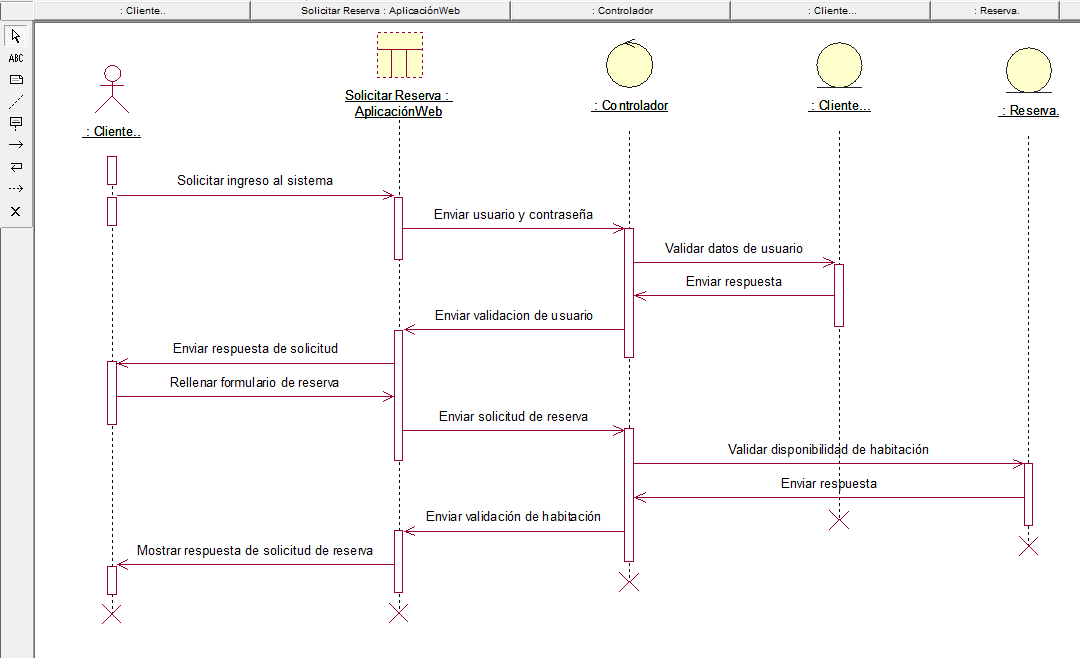 : Cliente..
Solicitar Reserva : AplicaciónWeb
: Controlador
: Cliente...
: Reserva.
ABC
: Cliente..
Solicitar Reserva :
AplicaciónWeb
: Controlador
: Cliente...
: Reserva.
Solicitar ingreso al sistema
Enviar usuario y contraseña
Validar datos de usuario
Enviar respuesta
Enviar validacion de usuario
Enviar respuesta de solicitud
Rellenar formulario de reserva
Enviar solicitud de reserva
Validar disponibilidad de habitación
Enviar respuesta
Enviar validación de habitación
Mostrar respuesta de solicitud de reserva